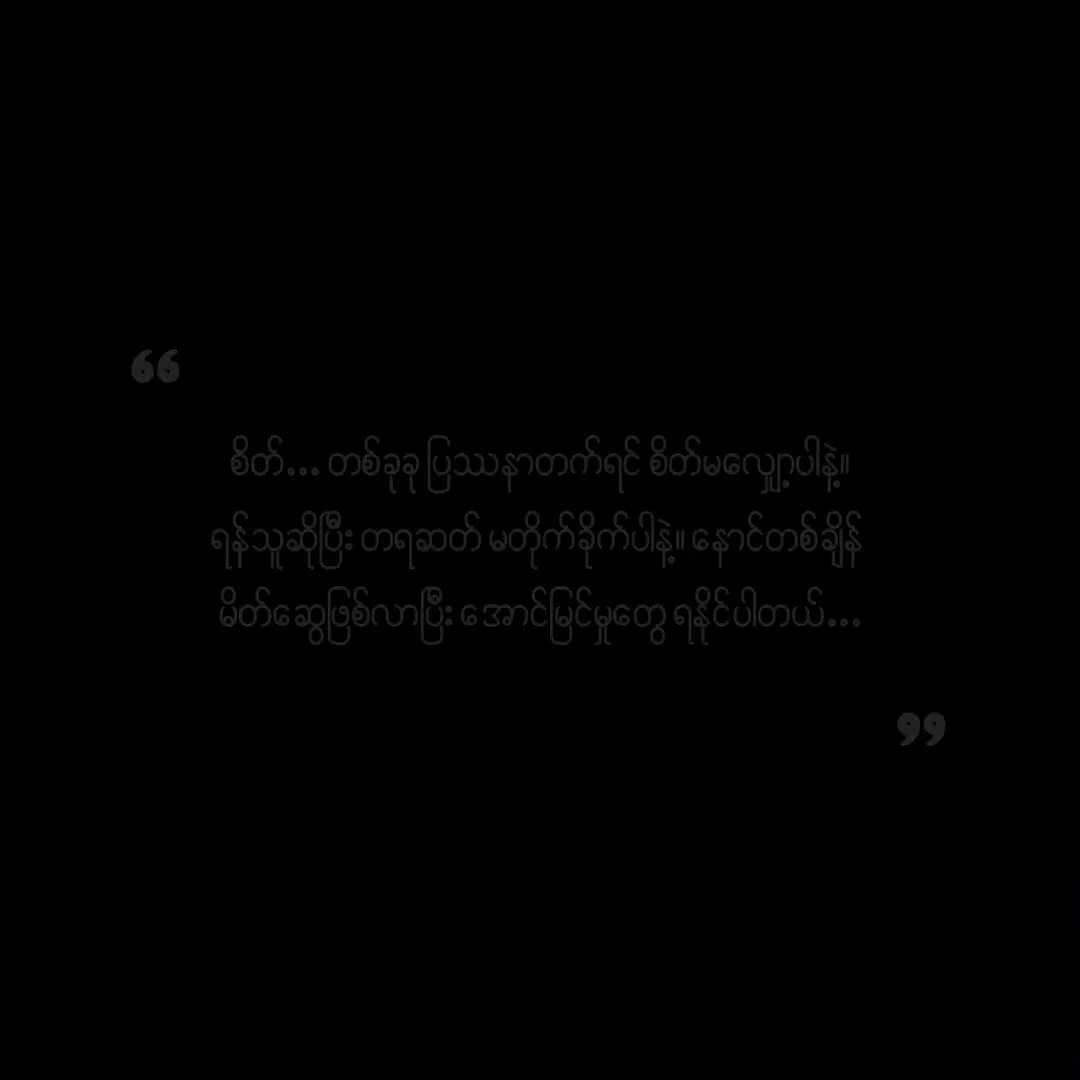 “
စိတ်... တစ်ခုခု ပြဿနာတက်ရင် စိတ်မလျှော့ပါနဲ့။
ရန်သူဆိုပြီး တရဆတ် မတိုက်ခိုက်ပါနဲ့။ နောင်တစ်ချိန်
မိတ်ဆွေဖြစ်လာပြီး အောင်မြင်မှုတွေ ရနိုင်ပါတယ်...
”